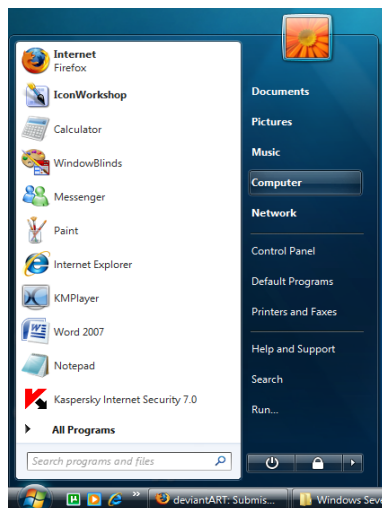 Internet
Firefox
IconWorkshop
Calculator
WindowBlinds
Messenger
Paint
Internet Explorer
KMPlayer
Word 2007
Notepad
Kaspersky Internet Security 7.0
All Programs
Search programs and files
Documents
Pictures
Music
Computer
Network
Control Panel
Default Programs
Printers and Faxes
Help and Support
Search
Run...
deviantART: Submis...
Windows Seve